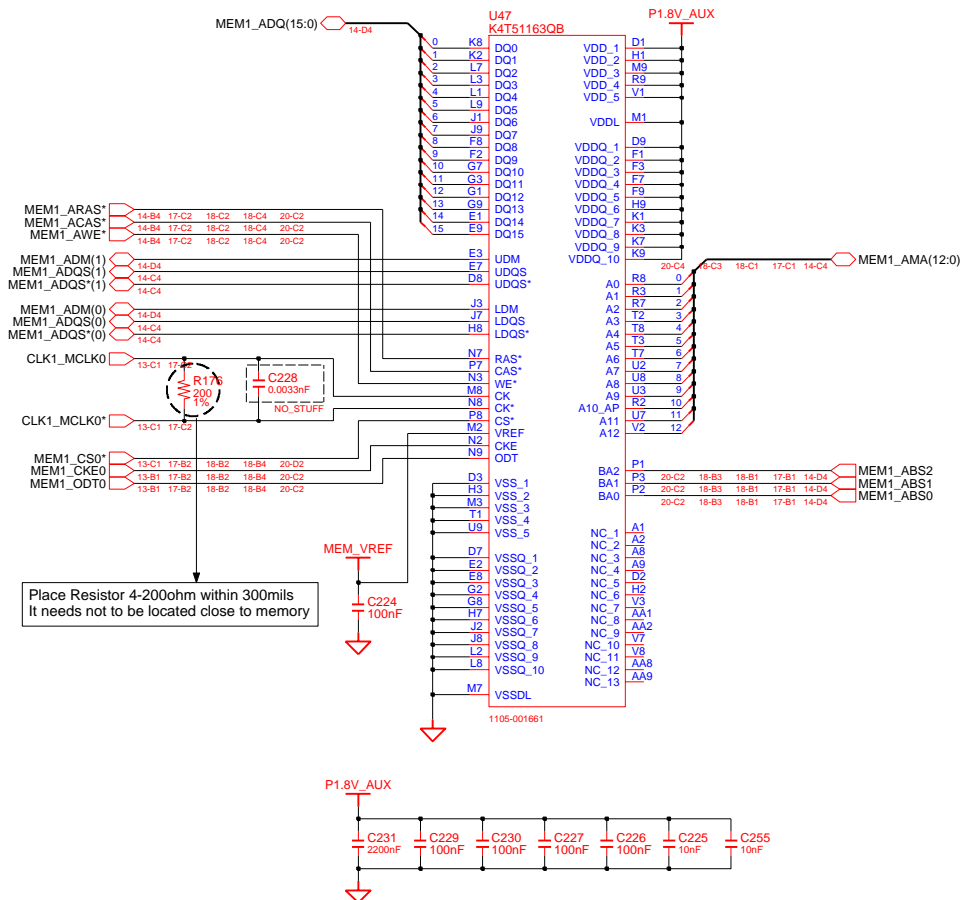 U47
K4T51163QB
P1.8V_AUX
MEM1_ADQ(15:0)
14-D4
0 K8 DQ0 VDD_1 D1
1 K2 DQ1 VDD_2 H1
2 L7 DQ2 VDD_3 M9
3 L3 DQ3 VDD_4 R9
4 L1 DQ4 VDD_5 V1
5 L9 DQ5
6 J1 DQ6 VDDL M1
7 J9 DQ7
8 F8 DQ8 VDDQ_1 D9
9 F2 DQ9 VDDQ_2 F1
10 G7 DQ10 VDDQ_3 F3
11 G3 DQ11 VDDQ_4 F7
12 G1 DQ12 VDDQ_5 F9
13 G9 DQ13 VDDQ_6 H9
14 E1 DQ14 VDDQ_7 K1
15 E9 DQ15 VDDQ_8 K3
VDDQ_9 K7
VDDQ_10 K9
MEM1_ARAS* 14-B4 17-C2 18-C2 18-C4 20-C2
MEM1_ACAS* 14-B4 17-C2 18-C2 18-C4 20-C2
MEM1_AWE* 14-B4 17-C2 18-C2 18-C4 20-C2
MEM1_ADM(1) 14-D4 E3 UDM
MEM1_ADQS(1) 14-C4 E7 UDQS
MEM1_ADQS*(1) 14-C4 D8 UDQS*
MEM1_ADM(0) 14-D4 J3 LDM
MEM1_ADQS(0) 14-C4 J7 LDQS
MEM1_ADQS*(0) 14-C4 H8 LDQS*
20-C4 18-C3 18-C1 17-C1 14-C4 MEM1_AMA(12:0)
A0 R8 0
A1 R3 1
A2 R7 2
A3 T2 3
A4 T8 4
A5 T3 5
A6 T7 6
A7 U2 7
A8 U8 8
A9 U3 9
A10_AP R2 10
A11 U7 11
A12 V2 12
N7 RAS*
P7 CAS*
N3 WE*
M8 CK
N8 CK*
P8 CS*
M2 VREF
N2 CKE
N9 ODT
CLK1_MCLK0
13-C1 17-C2
R176
200
1%
C228
0.0033nF
NO_STUFF
CLK1_MCLK0*
13-C1 17-C2
MEM1_CS0* 13-C1 17-B2 18-B2 18-B4 20-D2
MEM1_CKE0 13-B1 17-B2 18-B2 18-B4 20-C2
MEM1_ODT0 13-B1 17-B2 18-B2 18-B4 20-C2
BA2 P1 20-C2 18-B3 18-B1 17-B1 14-D4 MEM1_ABS2
BA1 P3 20-C2 18-B3 18-B1 17-B1 14-D4 MEM1_ABS1
BA0 P2 20-C2 18-B3 18-B1 17-B1 14-D4 MEM1_ABS0
D3 VSS_1
H3 VSS_2
M3 VSS_3
T1 VSS_4
U9 VSS_5
D7 VSSQ_1
E2 VSSQ_2
E8 VSSQ_3
G2 VSSQ_4
G8 VSSQ_5
H7 VSSQ_6
J2 VSSQ_7
J8 VSSQ_8
L2 VSSQ_9
L8 VSSQ_10
M7 VSSDL
NC_1 A1
NC_2 A2
NC_3 A8
NC_4 A9
NC_5 D2
NC_6 H2
NC_7 V3
NC_8 AA1
NC_9 AA2
NC_10 V7
NC_11 V8
NC_12 AA8
NC_13 AA9
MEM_VREF
C224
100nF
Place Resistor 4-200ohm within 300mils
It needs not to be located close to memory
1105-001661
P1.8V_AUX
C231 C229 C230 C227 C226 C225 C255
2200nF 100nF 100nF 100nF 100nF 10nF 10nF